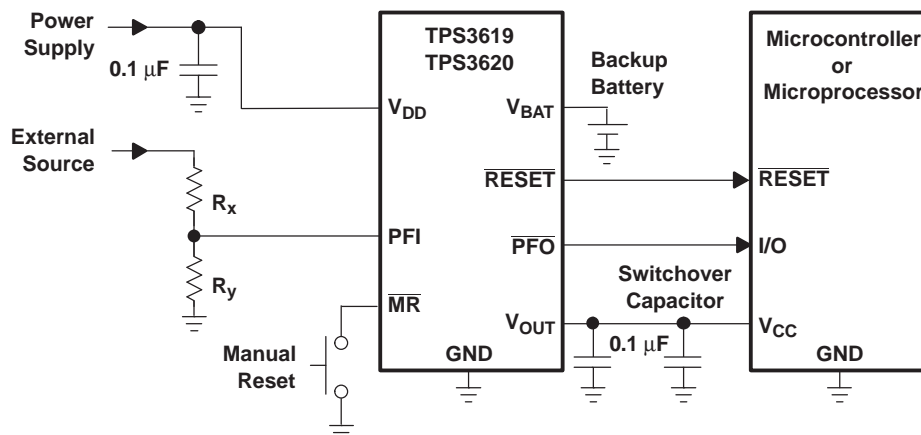 Power
Supply
0.1 μF
External
Source
Rx
Ry
Manual
Reset
TPS3619
TPS3620
VDD
VBAT
RESET
PFI
PFO
MR
VOUT
GND
Backup
Battery
Switchover
Capacitor
0.1 μF
Microcontroller
or
Microprocessor
RESET
I/O
VCC
GND